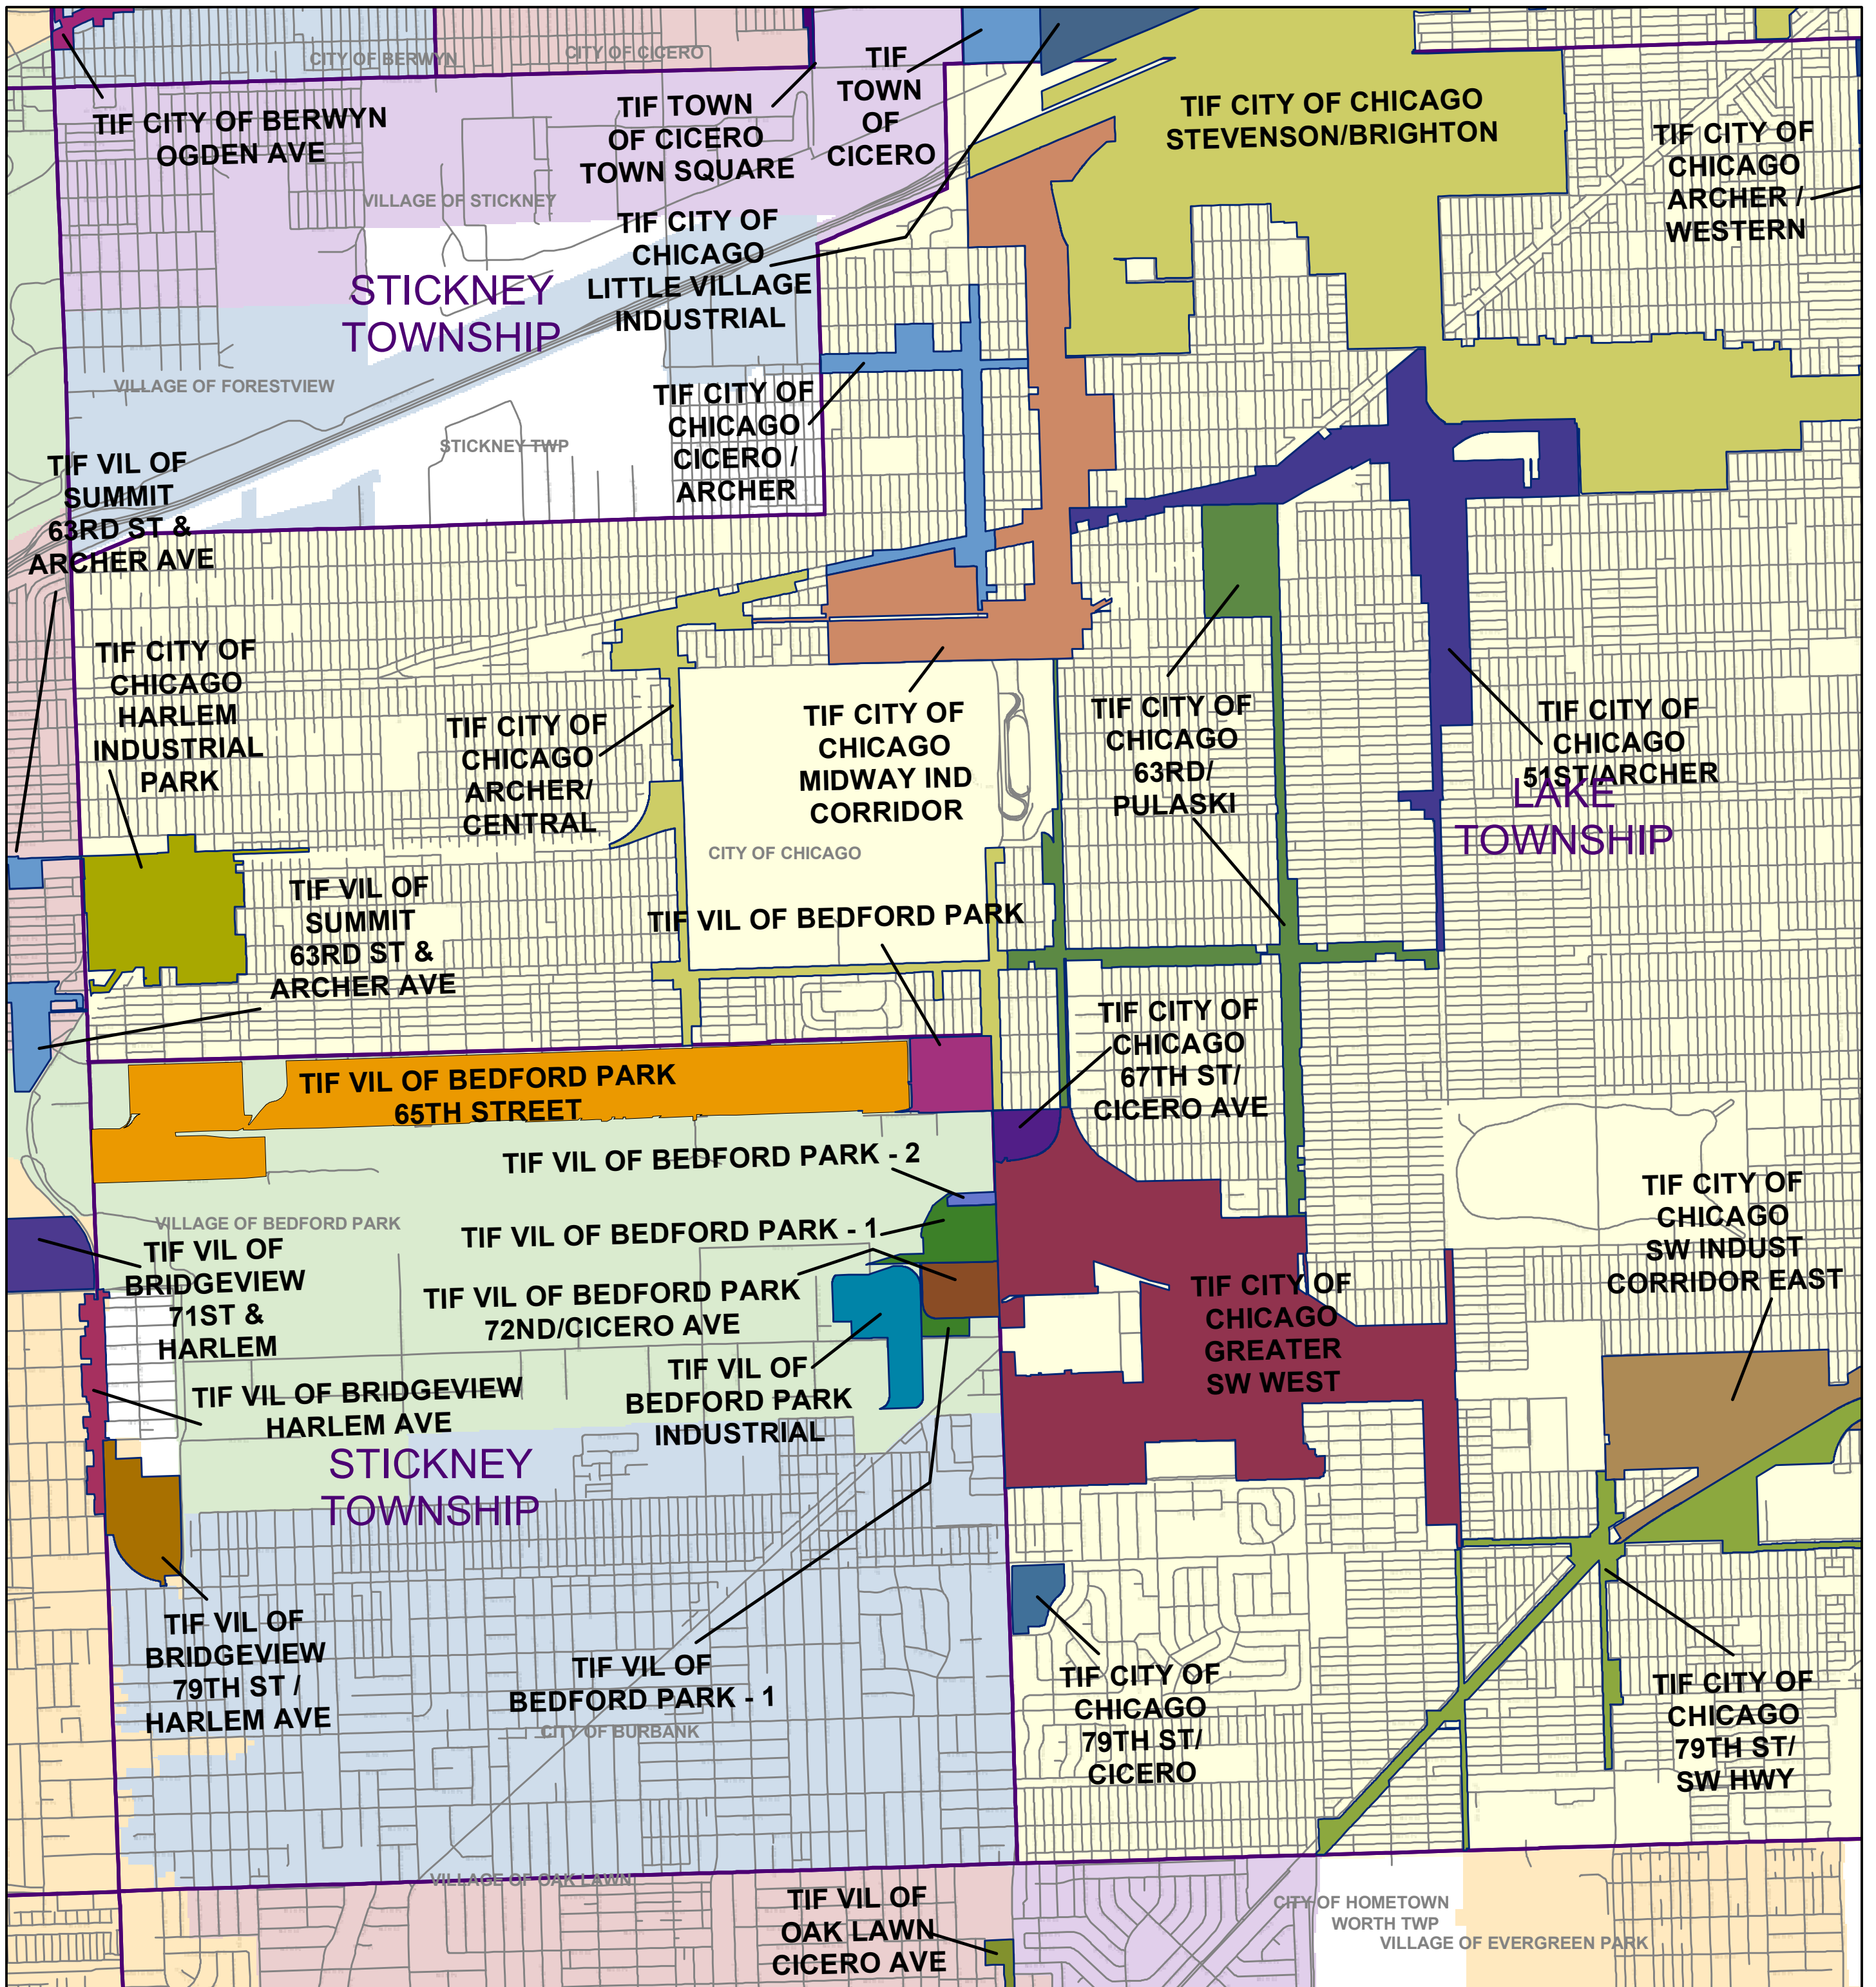 CITY OF BERWYN
CITY OF CICERO
TIF CITY OF BERWYN
OGDEN AVE
TIF TOWN
OF CICERO
TOWN SQUARE
TIF
TOWN
OF
CICERO
TIF CITY OF CHICAGO
STEVENSON/BRIGHTON
TIF CITY OF
CHICAGO
ARCHER /
WESTERN
VILLAGE OF STICKNEY
TIF CITY OF
CHICAGO
LITTLE VILLAGE
INDUSTRIAL
STICKNEY
TOWNSHIP
VILLAGE OF FORESTVIEW
STICKNEY TWP
TIF CITY OF
CHICAGO
CICERO /
ARCHER
TIF VIL OF
SUMMIT
63RD ST &
ARCHER AVE
TIF CITY OF
CHICAGO
HARLEM
INDUSTRIAL
PARK
TIF CITY OF
CHICAGO
ARCHER/
CENTRAL
TIF CITY OF
CHICAGO
MIDWAY IND
CORRIDOR
TIF CITY OF
CHICAGO
63RD/
PULASKI
TIF CITY OF
CHICAGO
51ST/ARCHER
LAKE
TOWNSHIP
CITY OF CHICAGO
TIF VIL OF
SUMMIT
63RD ST &
ARCHER AVE
TIF VIL OF BEDFORD PARK
TIF CITY OF
CHICAGO
67TH ST/
CICERO AVE
TIF VIL OF BEDFORD PARK
65TH STREET
TIF VIL OF BEDFORD PARK - 2
VILLAGE OF BEDFORD PARK
TIF VIL OF BEDFORD PARK - 1
TIF VIL OF
BRIDGEVIEW
71ST &
HARLEM
TIF VIL OF BEDFORD PARK
72ND/CICERO AVE
TIF CITY OF
CHICAGO
GREATER
SW WEST
TIF CITY OF
CHICAGO
SW INDUST
CORRIDOR EAST
TIF VIL OF BRIDGEVIEW
HARLEM AVE
TIF VIL OF
BEDFORD PARK
INDUSTRIAL
STICKNEY
TOWNSHIP
TIF VIL OF
BRIDGEVIEW
79TH ST /
HARLEM AVE
TIF VIL OF
BEDFORD PARK - 1
CITY OF BURBANK
TIF CITY OF
CHICAGO
79TH ST/
CICERO
TIF CITY OF
CHICAGO
79TH ST/
SW HWY
VILLAGE OF OAK LAWN
TIF VIL OF
OAK LAWN
CICERO AVE
CITY OF HOMETOWN
WORTH TWP
VILLAGE OF EVERGREEN PARK